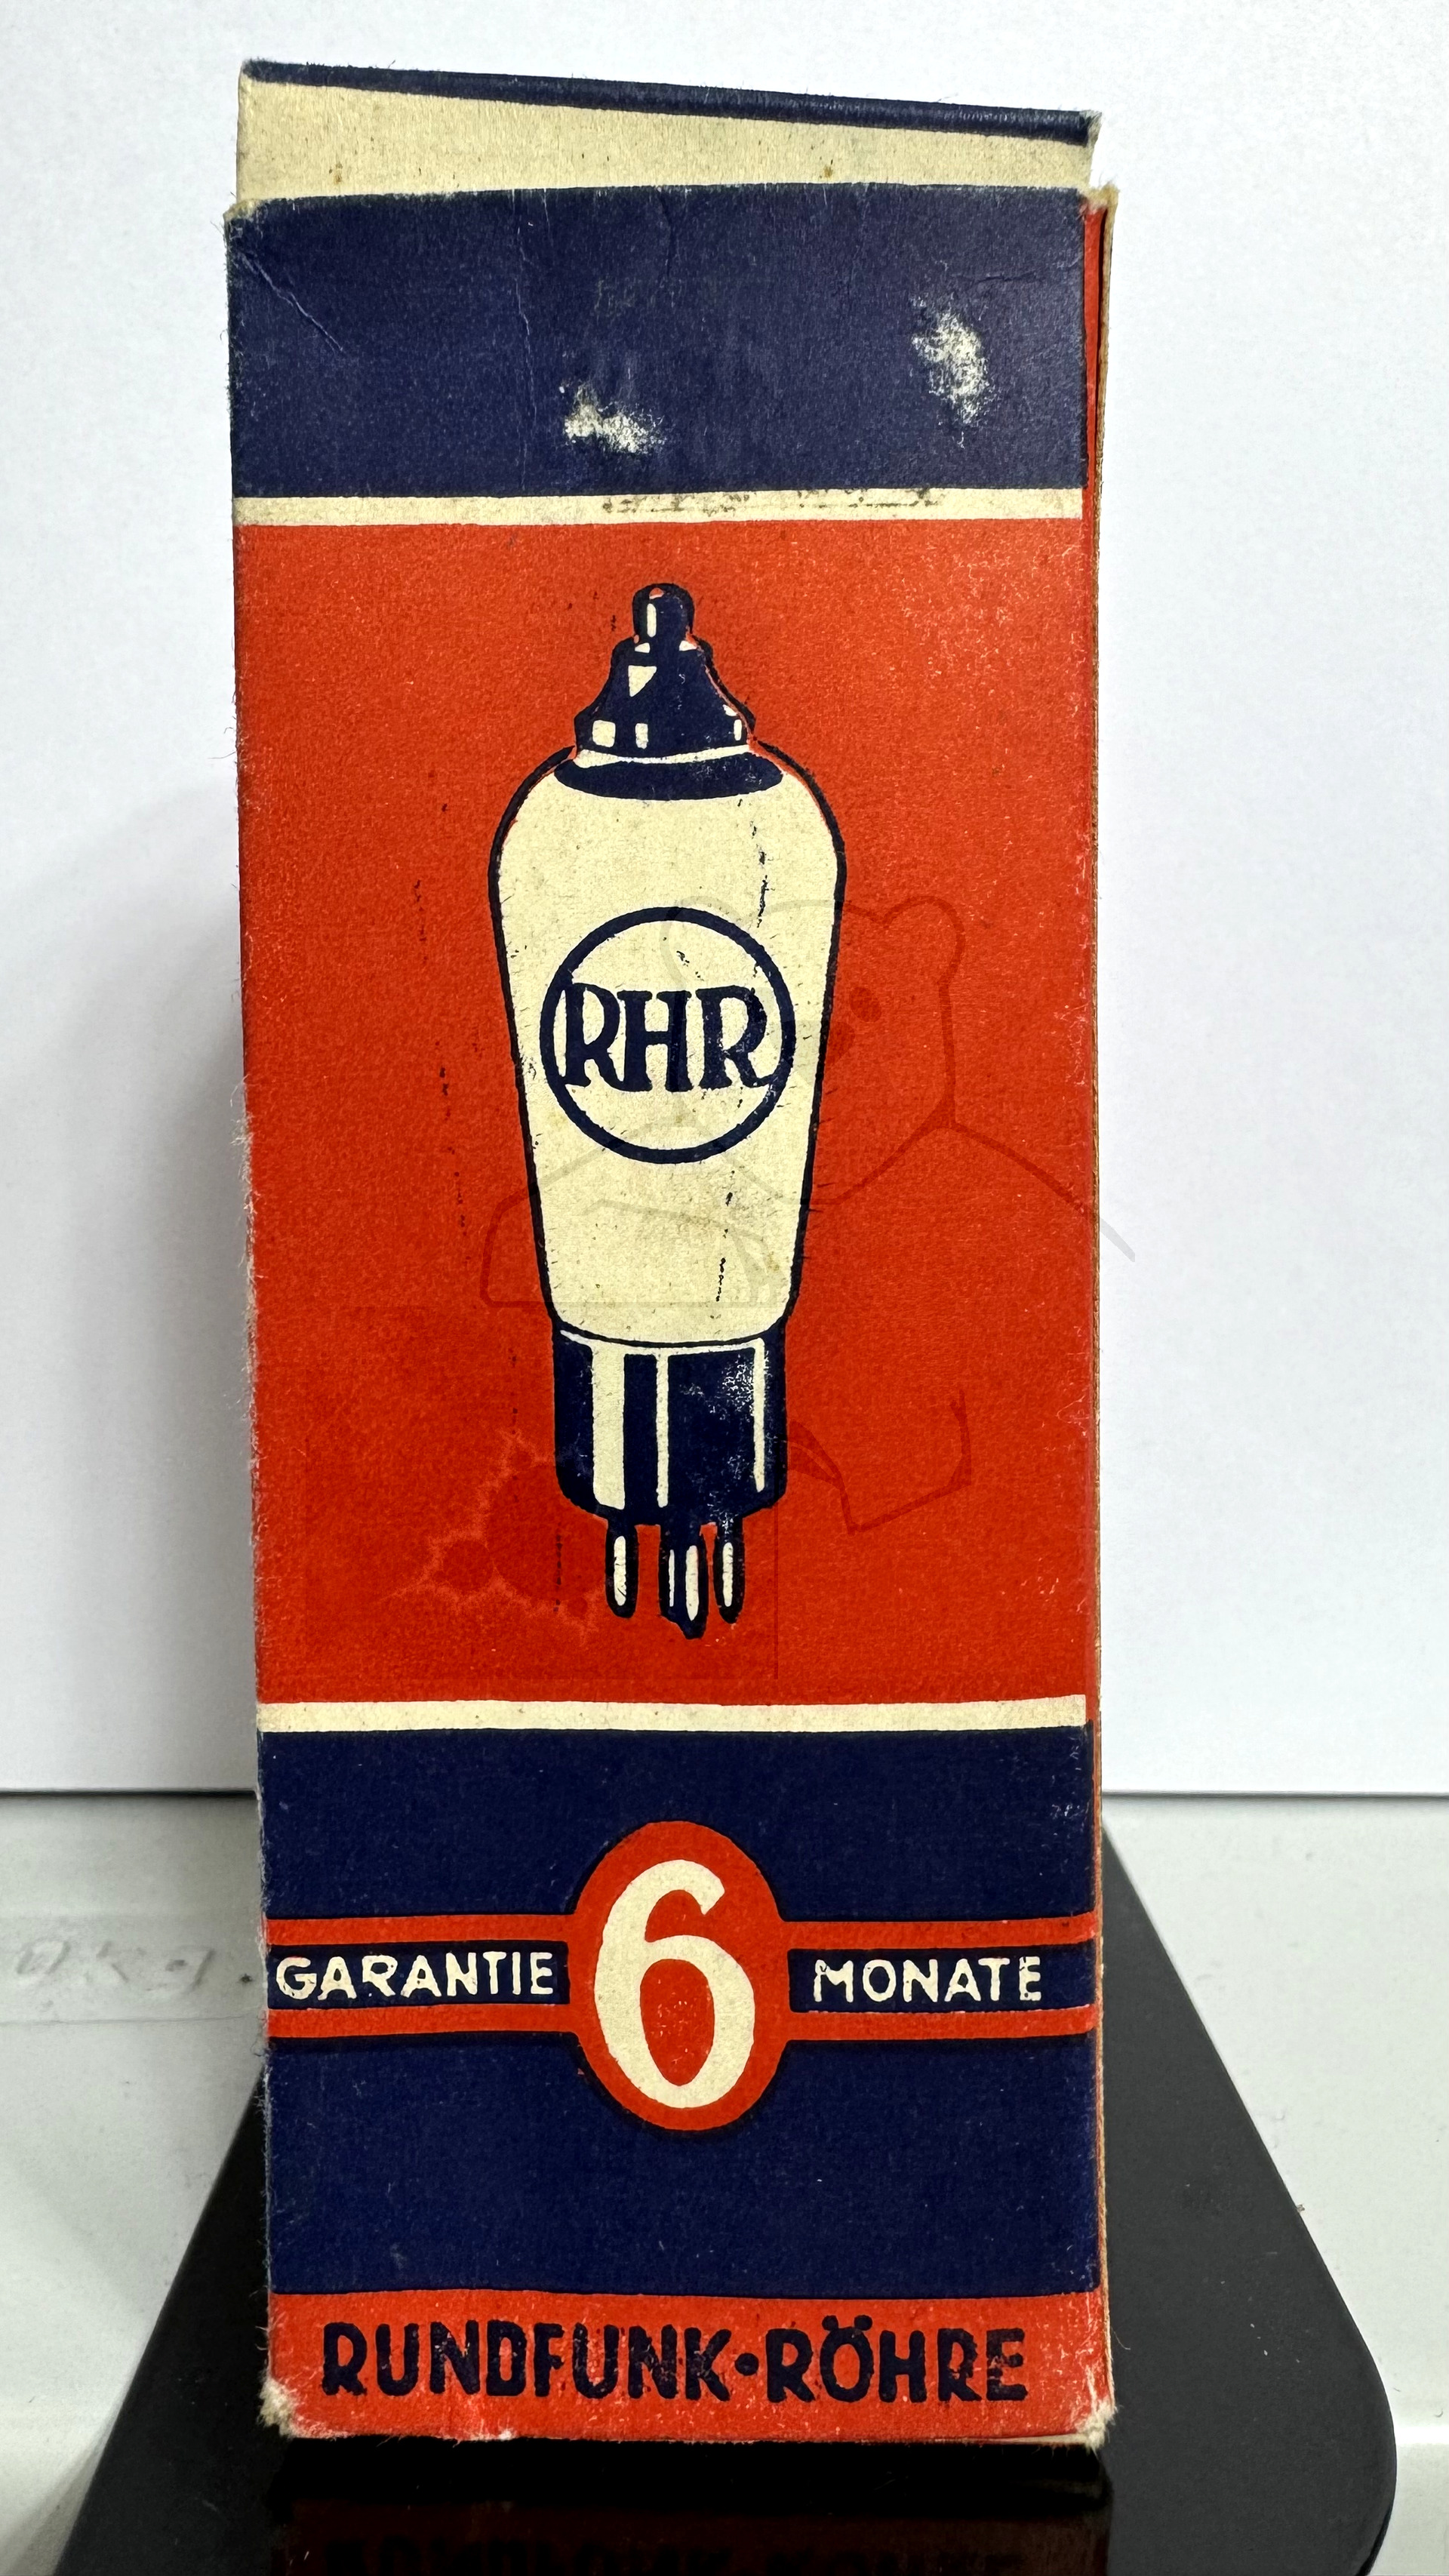 RHR
GARANTIE 6 MONATE
RUNDFUNK·RÖHRE